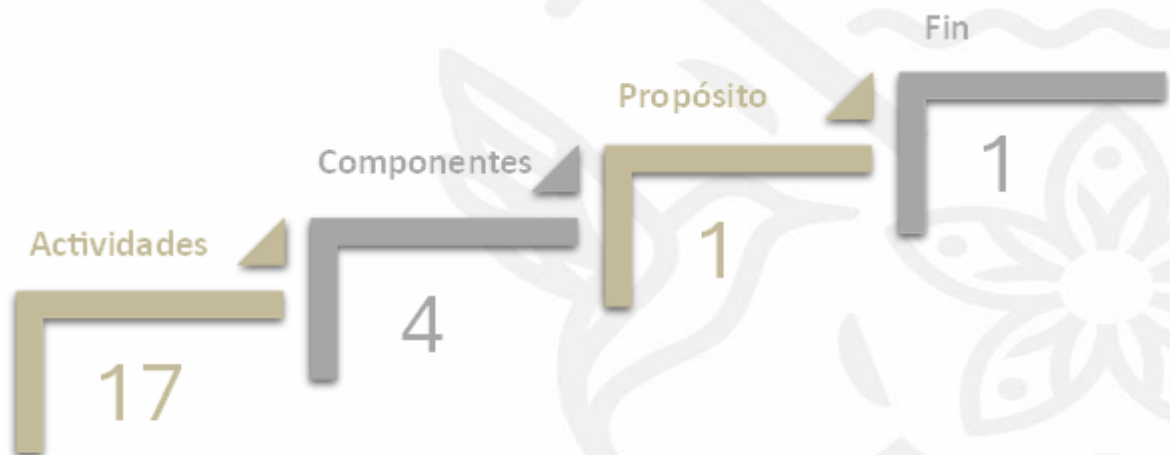 Fin
1
Propósito
1
Componentes
4
Actividades
17